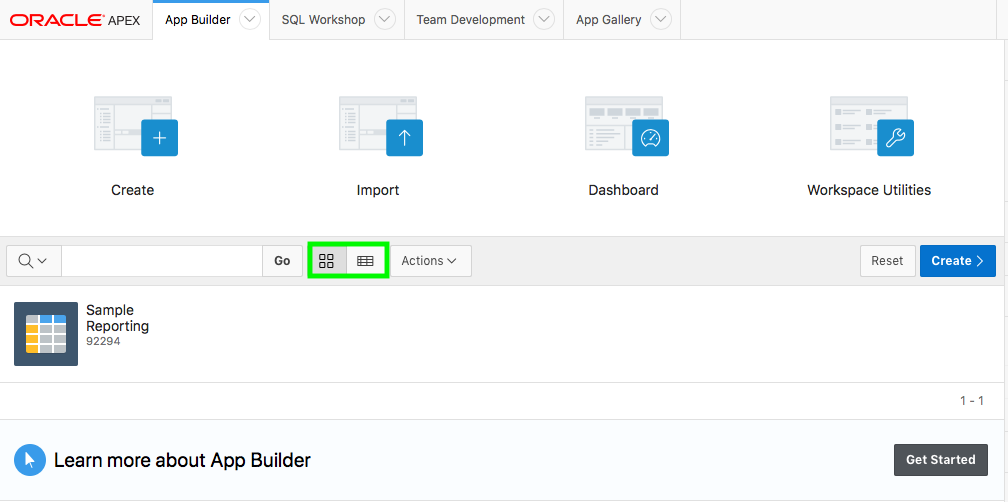 ORACLE APEX App Builder SQL Workshop Team Development App Gallery
Create Import Dashboard Workspace Utilities
Go Actions Reset Create
Sample
Reporting
92294
1 - 1
Learn more about App Builder Get Started